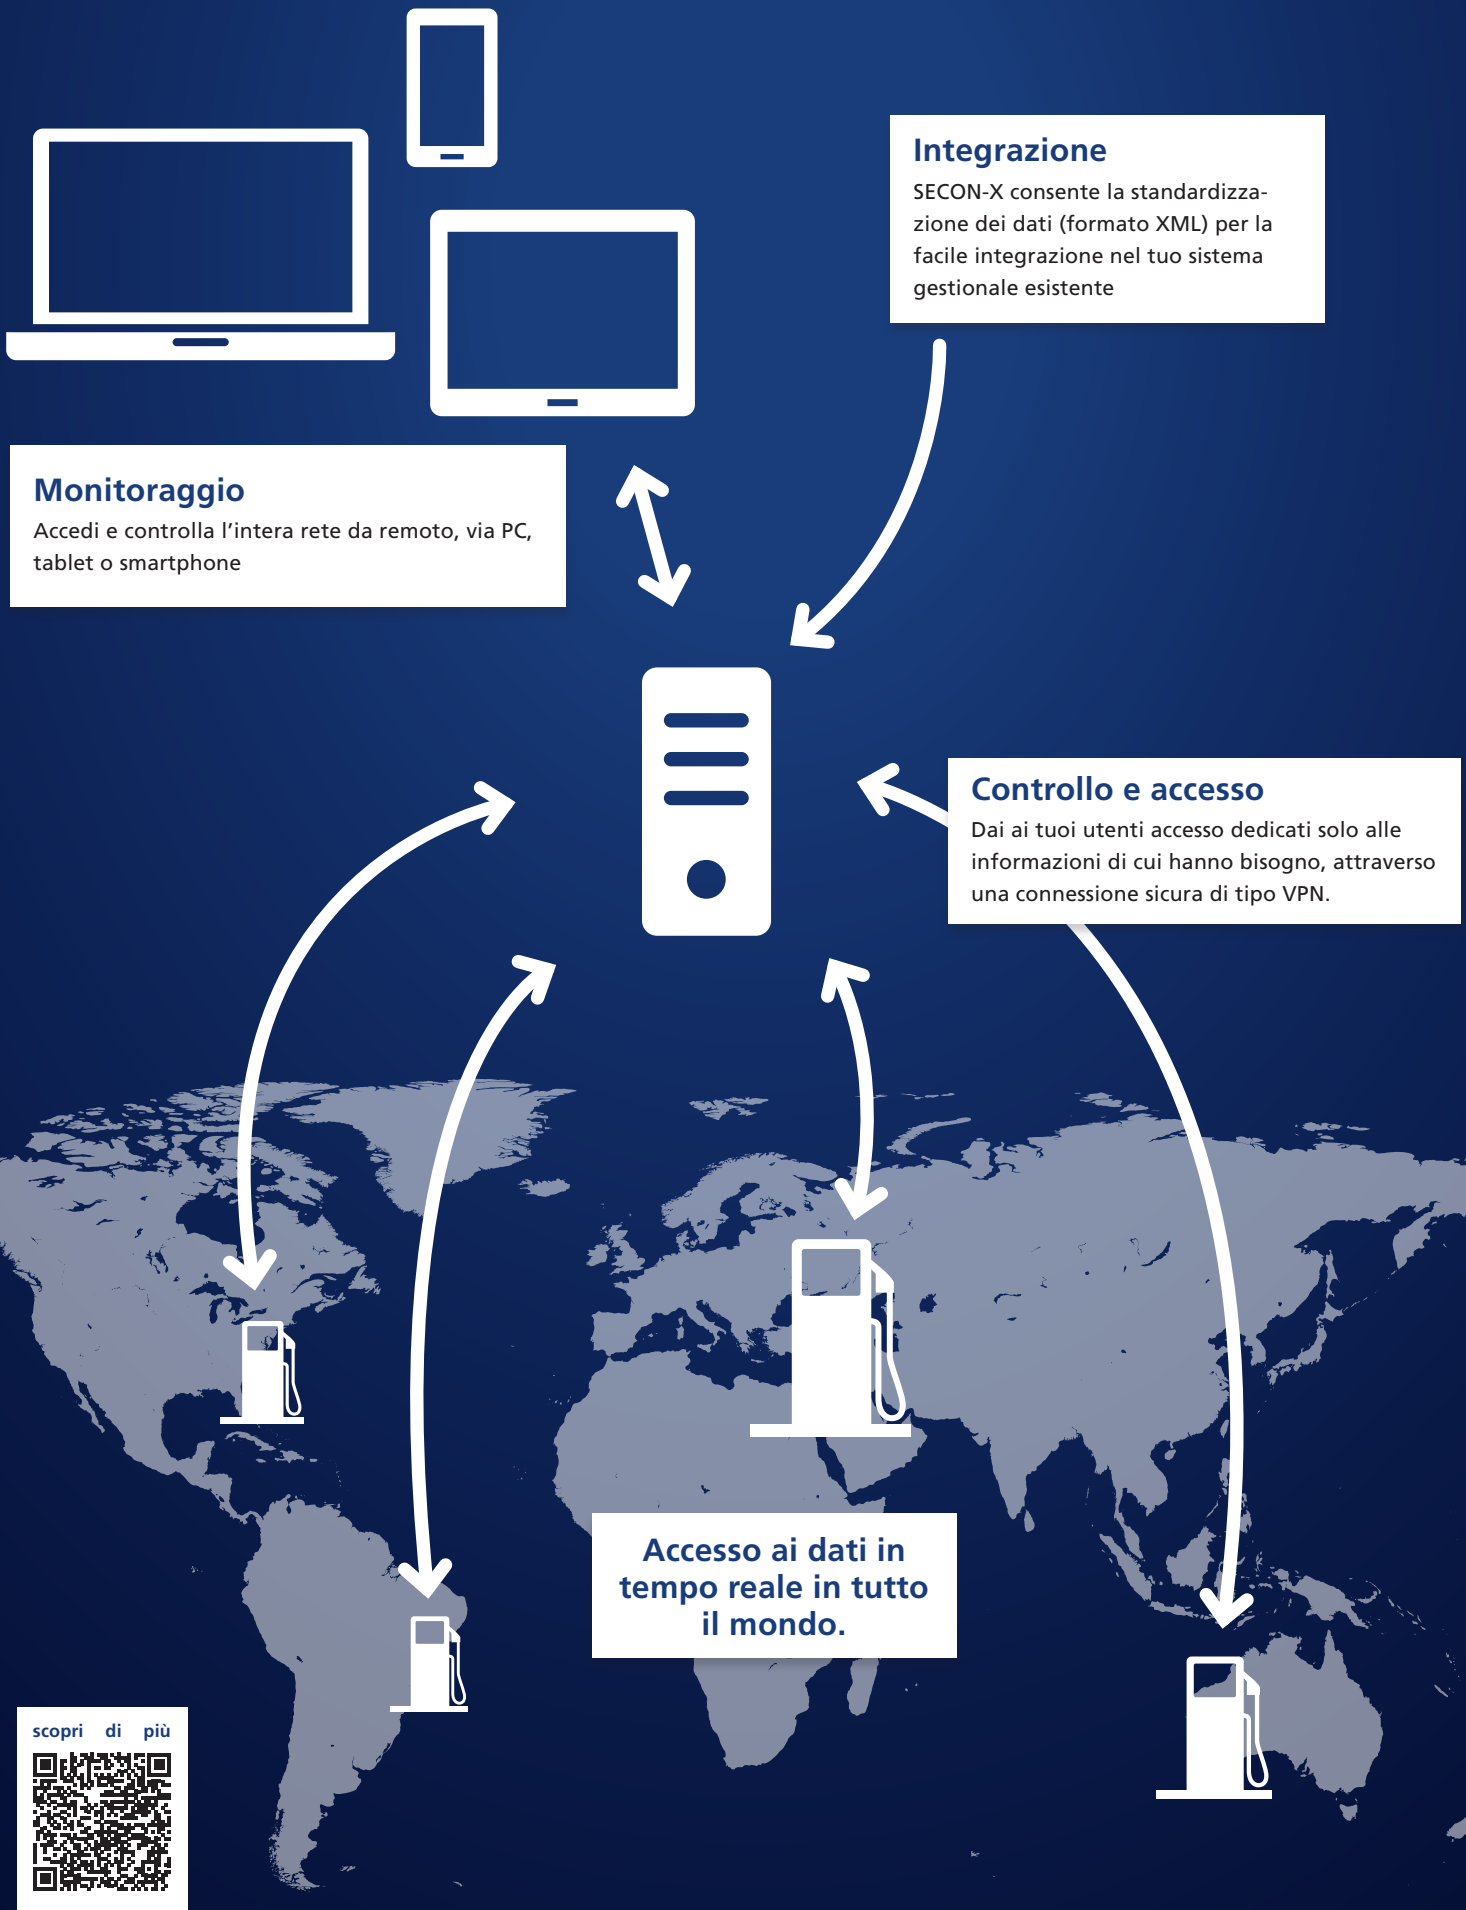 Integrazione
SECON-X consente la standardizza-
zione dei dati (formato XML) per la
facile integrazione nel tuo sistema
gestionale esistente
Monitoraggio
Accedi e controlla l’intera rete da remoto, via PC,
tablet o smartphone
Controllo e accesso
Dai ai tuoi utenti accesso dedicati solo alle
informazioni di cui hanno bisogno, attraverso
una connessione sicura di tipo VPN.
Accesso ai dati in
tempo reale in tutto
il mondo.
scopri di più